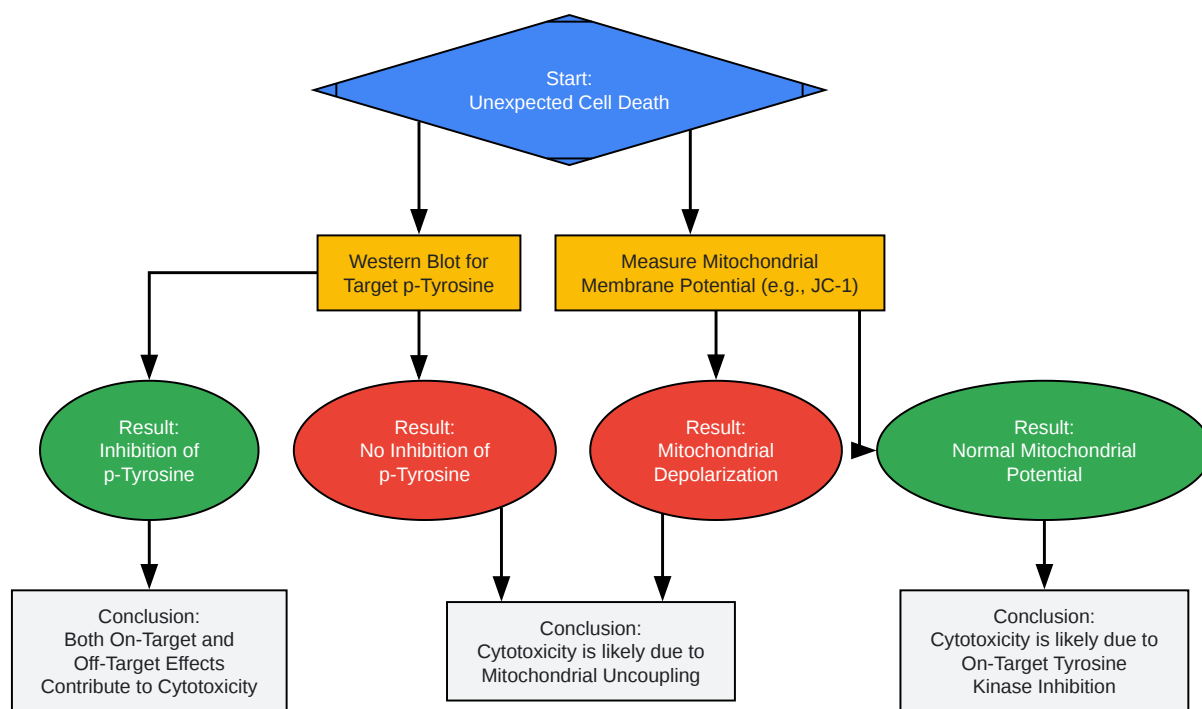 Start:
Unexpected Cell Death
Western Blot for
Target p-Tyrosine
Measure Mitochondrial
Membrane Potential (e.g., JC-1)
Result:
Inhibition of
p-Tyrosine
Result:
No Inhibition of
p-Tyrosine
Result:
Mitochondrial
Depolarization
Result:
Normal Mitochondrial
Potential
Conclusion:
Both On-Target and
Off-Target Effects
Contribute to Cytotoxicity
Conclusion:
Cytotoxicity is likely due to
Mitochondrial Uncoupling
Conclusion:
Cytotoxicity is likely due to
On-Target Tyrosine
Kinase Inhibition